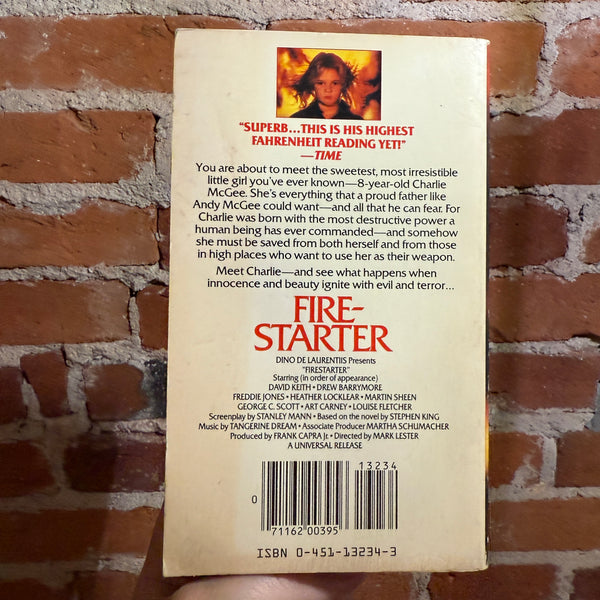 “SUPERB...THIS IS HIS HIGHEST
FAHRENHEIT READING YET!”
—TIME
You are about to meet the sweetest, most irresistible
little girl you’ve ever known—8-year-old Charlie
McGee. She’s everything that a proud father like
Andy McGee could want—and all that he can fear. For
Charlie was born with the most destructive power a
human being has ever commanded—and somehow
she must be saved from both herself and from those
in high places who want to use her as their weapon.
Meet Charlie—and see what happens when
innocence and beauty ignite with evil and terror...
FIRE-
STARTER
DINO DE LAURENTIIS Presents
“FIRESTARTER”
Starring (in order of appearance)
DAVID KEITH • DREW BARRYMORE
FREDDIE JONES • HEATHER LOCKLEAR • MARTIN SHEEN
GEORGE C. SCOTT • ART CARNEY • LOUISE FLETCHER
Screenplay by STANLEY MANN • Based on the novel by STEPHEN KING
Music by TANGERINE DREAM • Associate Producer MARTHA SCHUMACHER
Produced by FRANK CAPRA Jr. • Directed by MARK LESTER
A UNIVERSAL RELEASE
13234
0
71162 00395
ISBN 0-451-13234-3